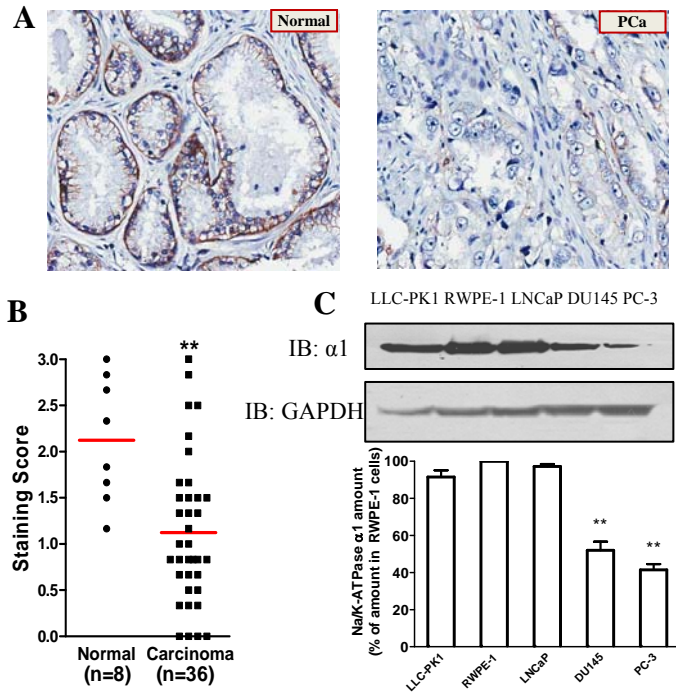 A
Normal
PCa
B
**
3.0
2.5
2.0
1.5
1.0
0.5
0.0
Staining Score
Normal
(n=8)
Carcinoma
(n=36)
C
LLC-PK1 RWPE-1 LNCaP DU145 PC-3
IB: α1
IB: GAPDH
Na/K-ATPase α1 amount
(% of amount in RWPE-1 cells)
100
80
60
40
20
0
**
**
LLC-PK1
RWPE-1
LNCaP
DU145
PC-3